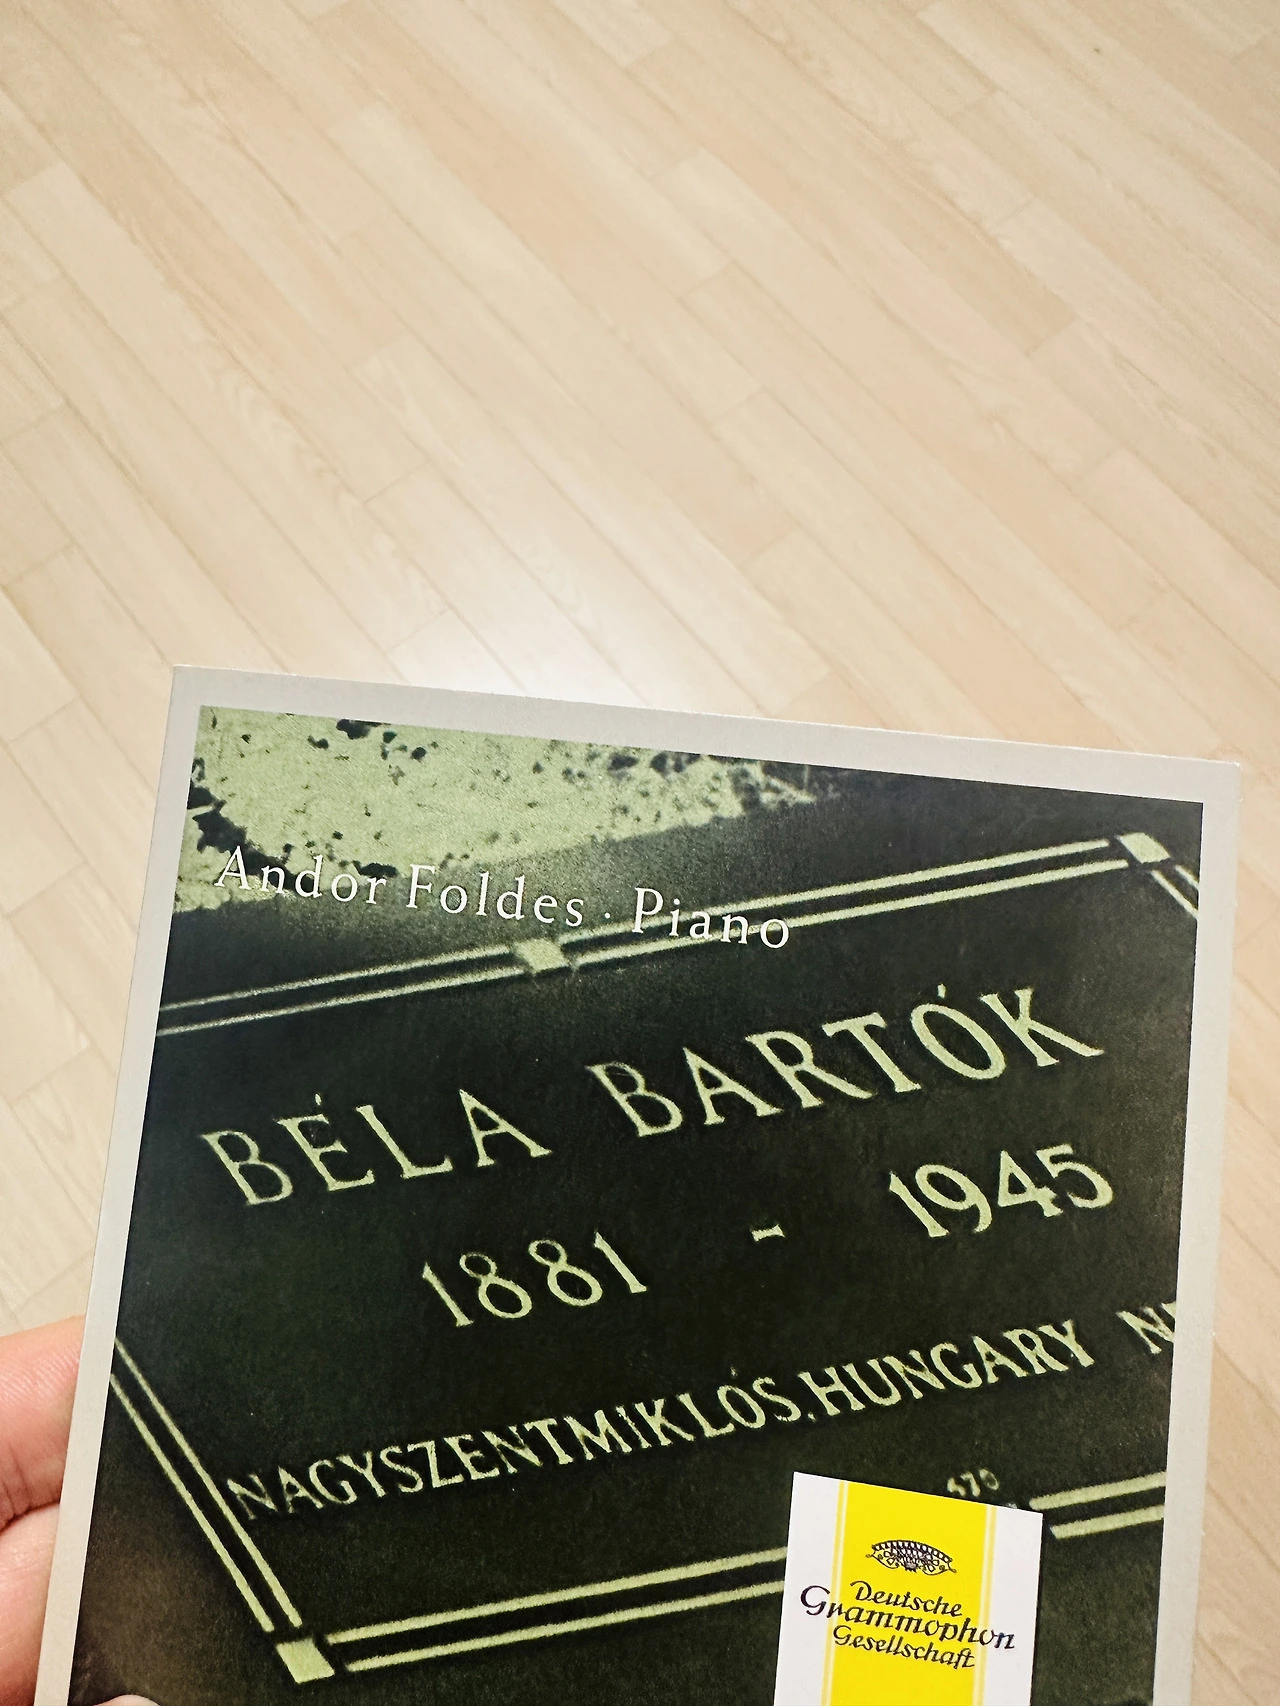 Andor Foldes · Piano
BÉLA BARTÓK
1881 - 1945
NAGYSZENTMIKLÓS, HUNGARY
Deutsche
Grammophon
Gesellschaft